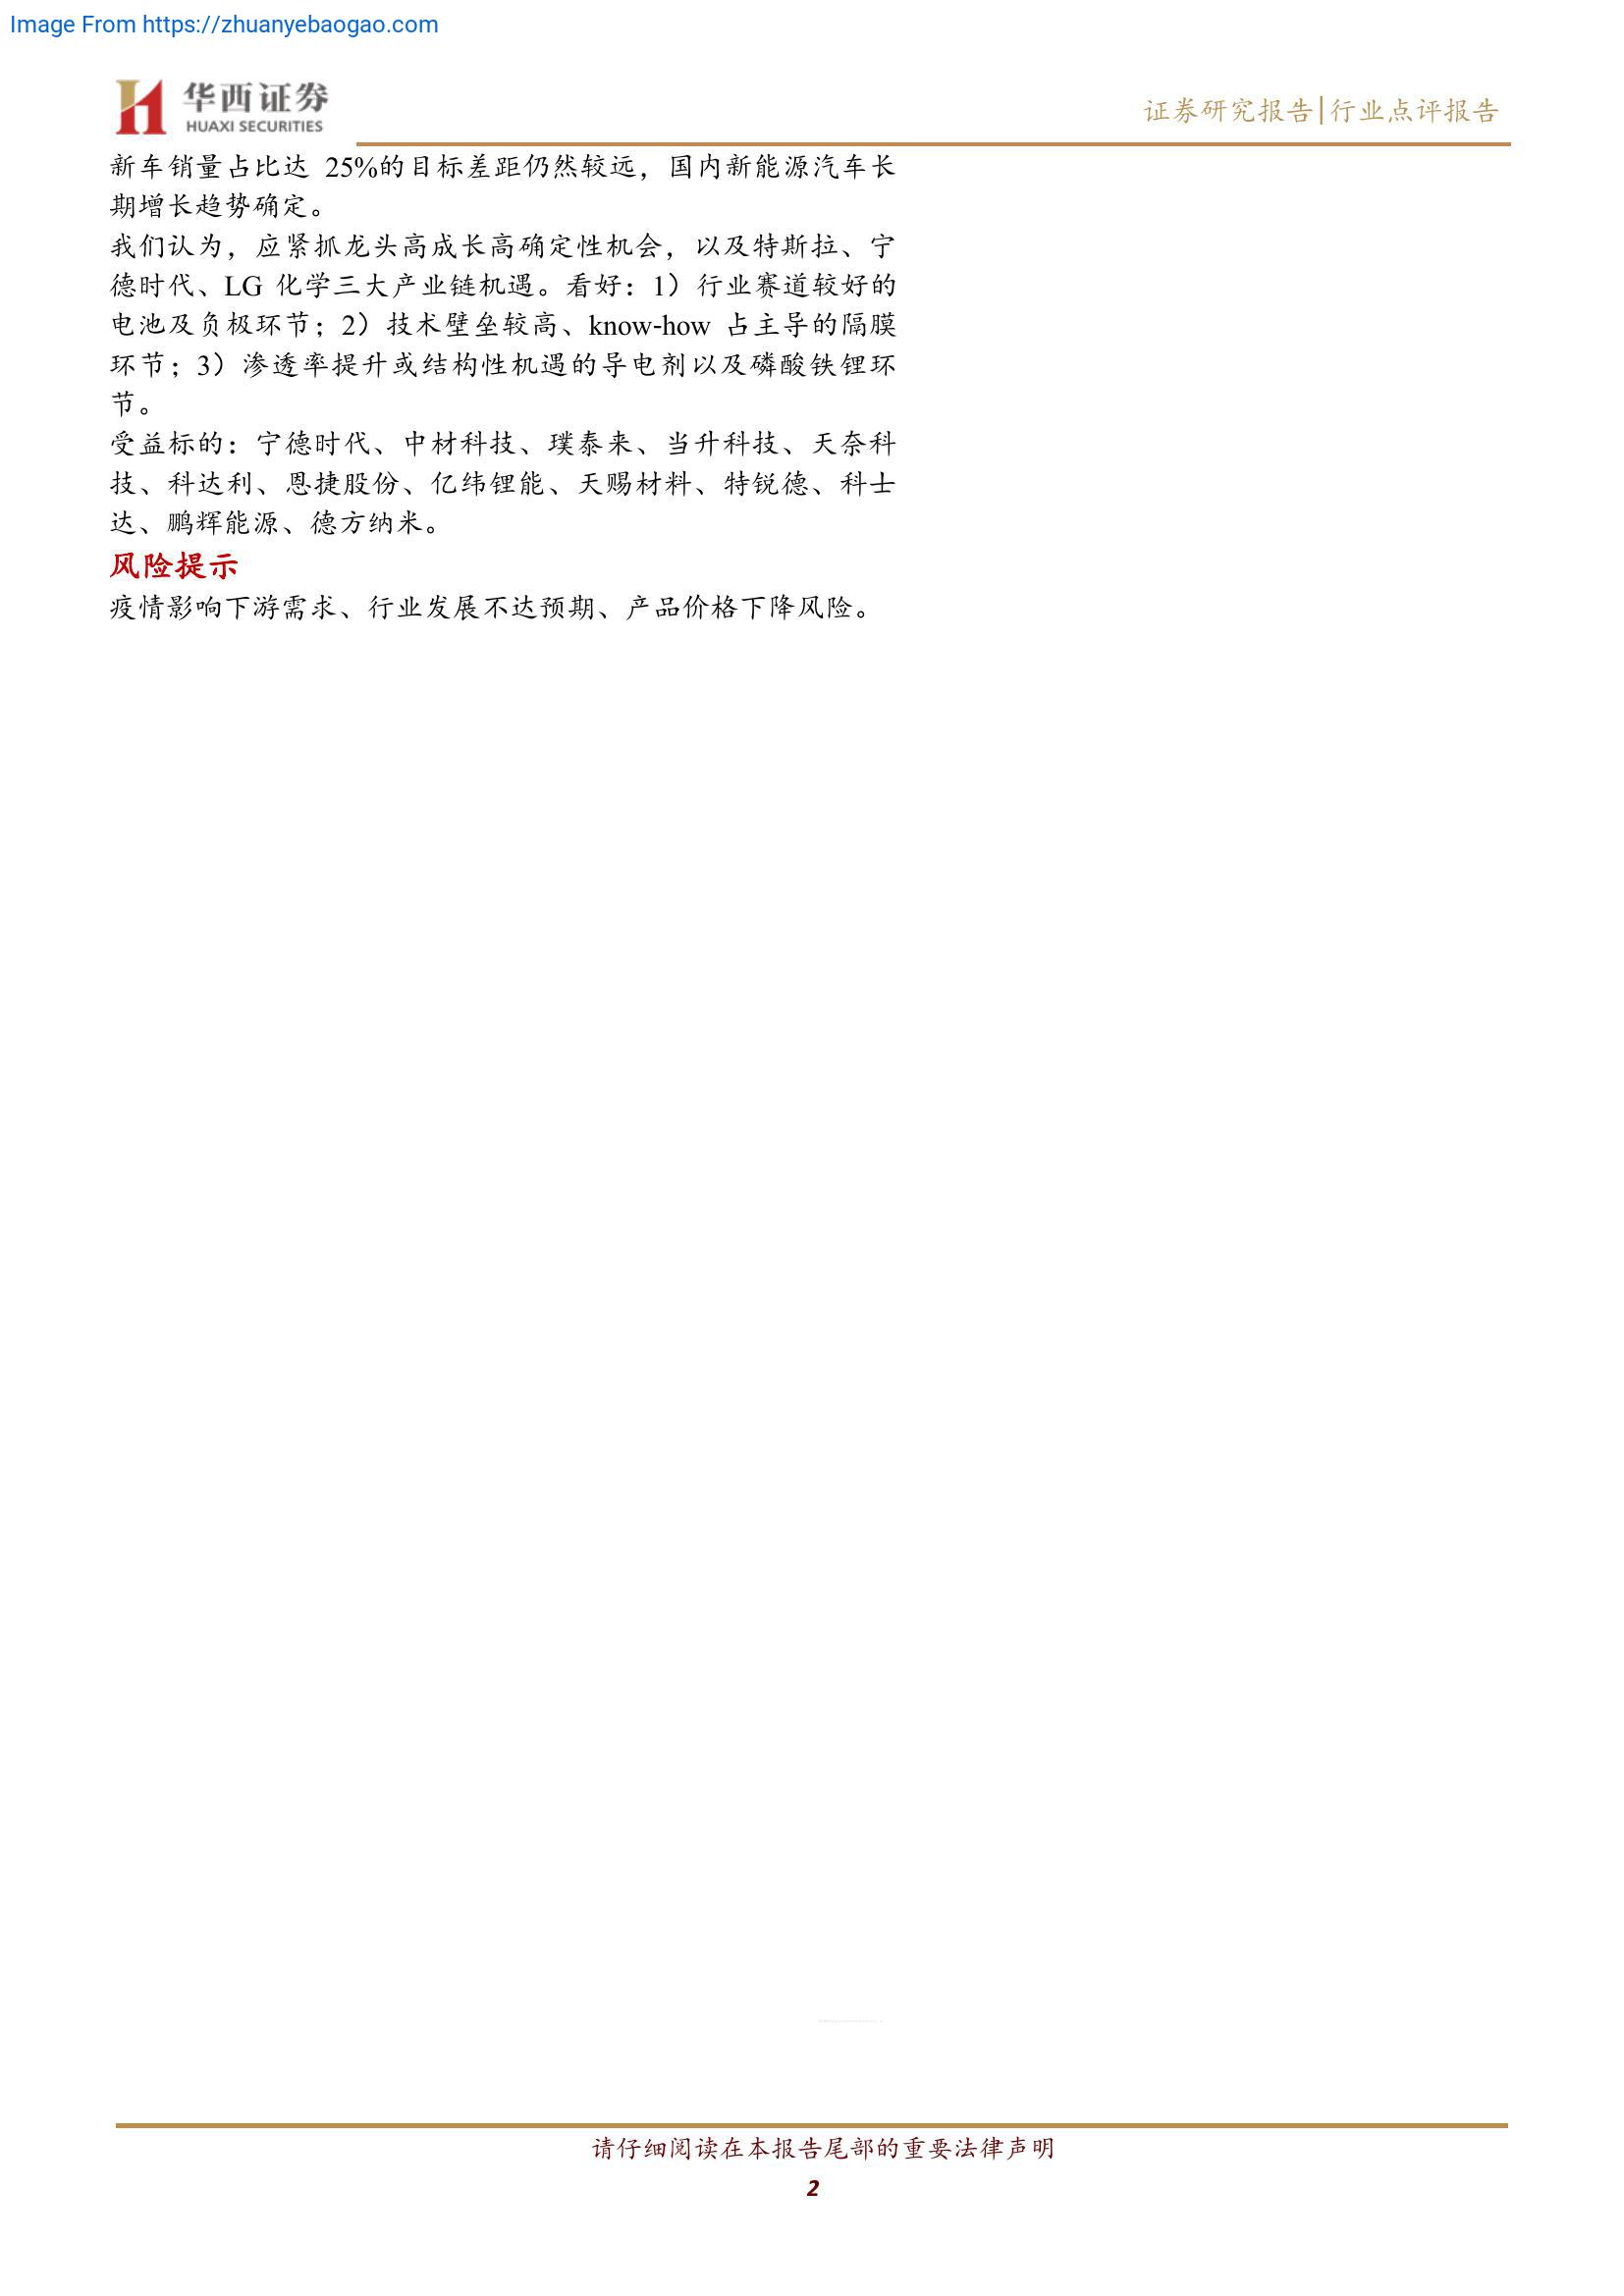 Image From https://zhuanyebaogao.com
华西证券
HUAXI SECURITIES
证券研究报告|行业点评报告
新车销量占比达 25%的目标差距仍然较远，国内新能源汽车长
期增长趋势确定。
我们认为，应紧抓龙头高成长高确定性机会，以及特斯拉、宁
德时代、LG 化学三大产业链机遇。看好：1）行业赛道较好的
电池及负极环节；2）技术壁垒较高、know-how 占主导的隔膜
环节；3）渗透率提升或结构性机遇的导电剂以及磷酸铁锂环
节。
受益标的：宁德时代、中材科技、璞泰来、当升科技、天奈科
技、科达利、恩捷股份、亿纬锂能、天赐材料、特锐德、科士
达、鹏辉能源、德方纳米。
风险提示
疫情影响下游需求、行业发展不达预期、产品价格下降风险。
请仔细阅读在本报告尾部的重要法律声明
2